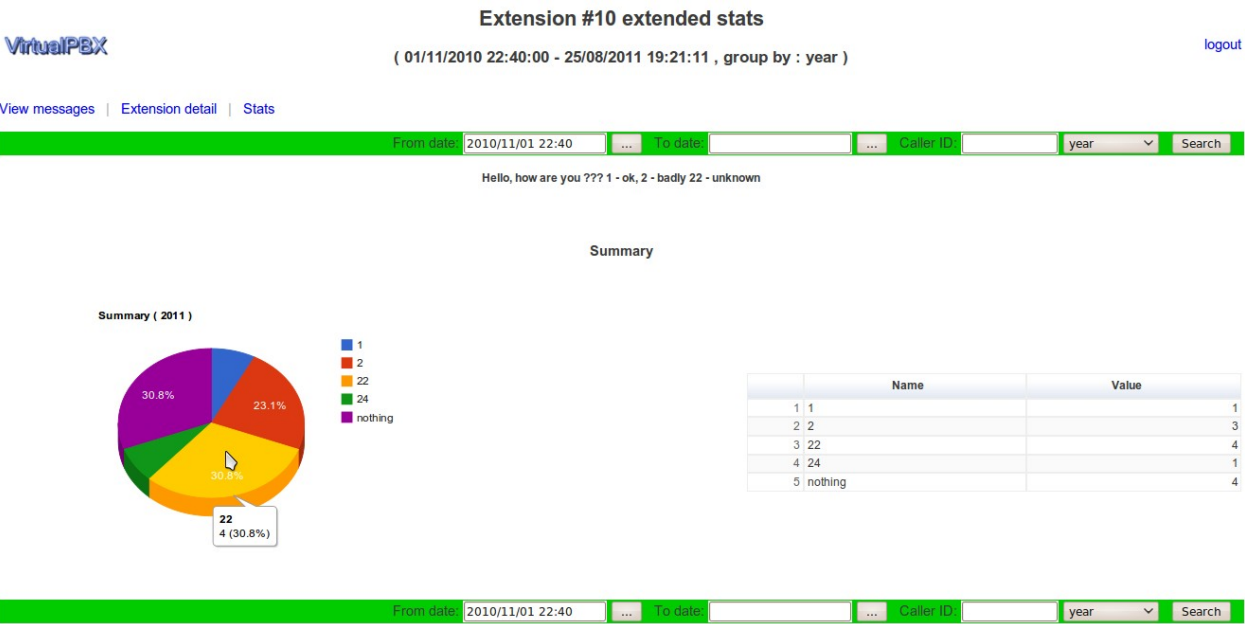 Extension #10 extended stats
VirtualPBX
logout
( 01/11/2010 22:40:00 - 25/08/2011 19:21:11 , group by : year )
View messages | Extension detail | Stats
From date: 2010/11/01 22:40 ... To date: ... Caller ID: year Search
Hello, how are you ??? 1 - ok, 2 - badly 22 - unknown
Summary
Summary ( 2011 )
1
2
22
24
nothing
30.8%
23.1%
30.8%
22
4 (30.8%)
Name Value
1 1 1
2 2 3
3 22 4
4 24 1
5 nothing 4
From date: 2010/11/01 22:40 ... To date: ... Caller ID: year Search